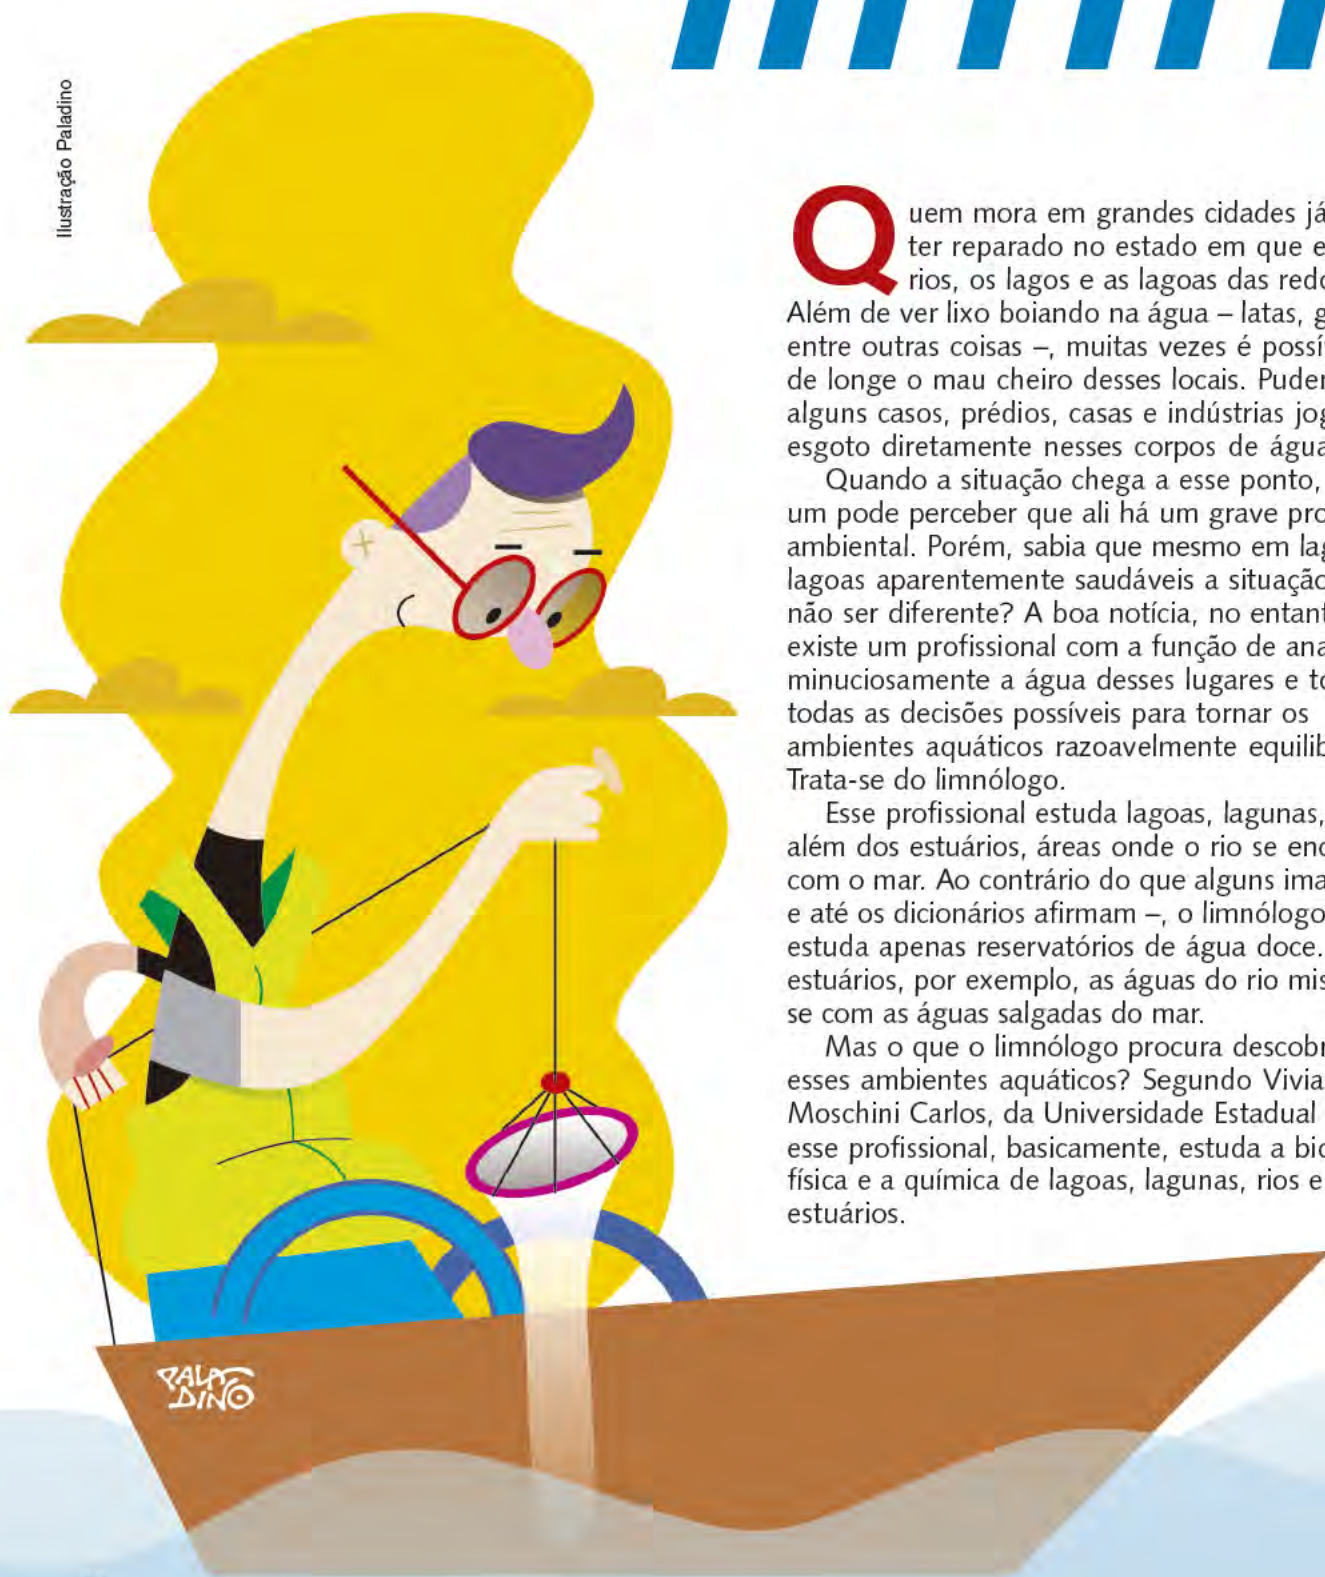 Ilustração Paladino
Quem mora em grandes cidades já
ter reparado no estado em que e
rios, os lagos e as lagoas das redo
Além de ver lixo boiando na água – latas, g
entre outras coisas –, muitas vezes é possív
de longe o mau cheiro desses locais. Puder
alguns casos, prédios, casas e indústrias jog
esgoto diretamente nesses corpos de água
Quando a situação chega a esse ponto,
um pode perceber que ali há um grave pro
ambiental. Porém, sabia que mesmo em lag
lagoas aparentemente saudáveis a situação
não ser diferente? A boa notícia, no entant
existe um profissional com a função de ana
minuciosamente a água desses lugares e to
todas as decisões possíveis para tornar os
ambientes aquáticos razoavelmente equilib
Trata-se do limnólogo.
Esse profissional estuda lagoas, lagunas,
além dos estuários, áreas onde o rio se enc
com o mar. Ao contrário do que alguns ima
e até os dicionários afirmam –, o limnólogo
estuda apenas reservatórios de água doce.
estuários, por exemplo, as águas do rio mis
se com as águas salgadas do mar.
Mas o que o limnólogo procura descobr
esses ambientes aquáticos? Segundo Vivia
Moschini Carlos, da Universidade Estadual
esse profissional, basicamente, estuda a bio
física e a química de lagoas, lagunas, rios e
estuários.
PALA
DINO